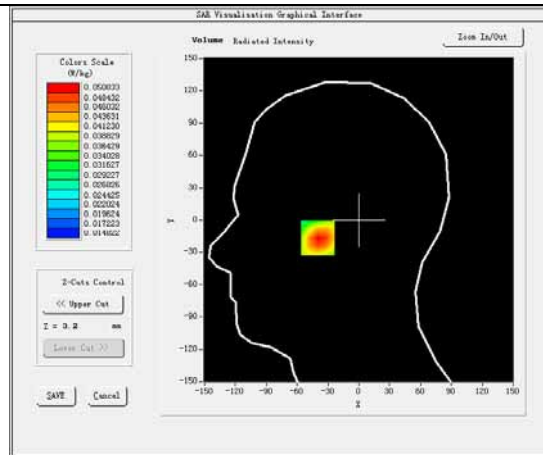 SAR Visualisation Graphical Interface
Volume Radiated Intensity
Zoom In/Out
Colors Scale
(W/kg)
0.050833
0.048432
0.046032
0.043631
0.041230
0.038829
0.036429
0.034028
0.031627
0.029227
0.026826
0.024425
0.022024
0.019624
0.017223
0.014822
Z-Cuts Control
<< Upper Cut
Z = 3.2 mm
Lower Cut >>
SAVE Cancel
150
120
90
60
30
0
-30
-60
-90
-120
-150
Y
-150 -120 -90 -60 -30 0 30 60 90 120 150
X